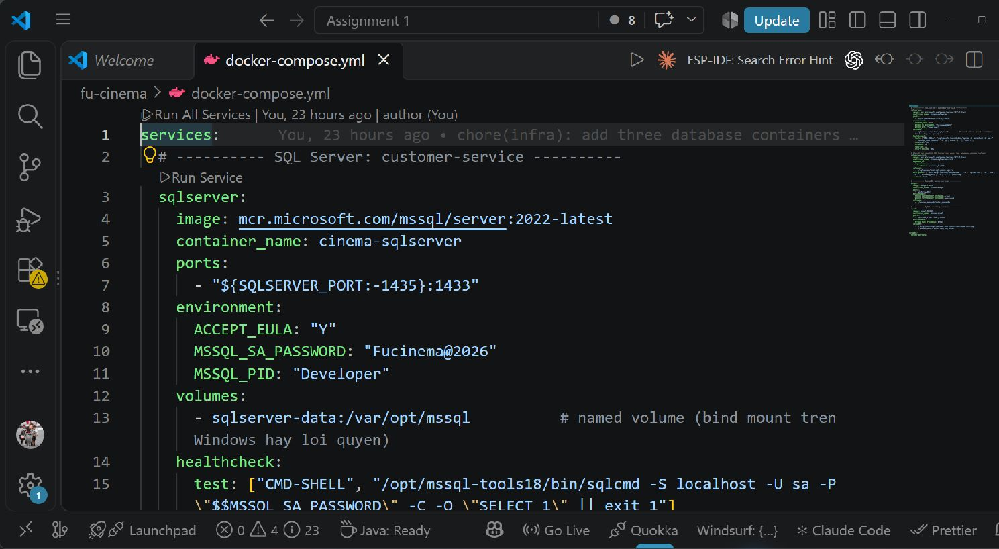 Assignment 1
8
Update
Welcome
docker-compose.yml
ESP-IDF: Search Error Hint
fu-cinema > docker-compose.yml
Run All Services | You, 23 hours ago | author (You)
1 services: You, 23 hours ago • chore(infra): add three database containers …
2 # ---------- SQL Server: customer-service ----------
Run Service
3 sqlserver:
4 image: mcr.microsoft.com/mssql/server:2022-latest
5 container_name: cinema-sqlserver
6 ports:
7 - "${SQLSERVER_PORT:-1435}:1433"
8 environment:
9 ACCEPT_EULA: "Y"
10 MSSQL_SA_PASSWORD: "Fucinema@2026"
11 MSSQL_PID: "Developer"
12 volumes:
13 - sqlserver-data:/var/opt/mssql # named volume (bind mount tren
Windows hay loi quyen)
14 healthcheck:
15 test: ["CMD-SHELL", "/opt/mssql-tools18/bin/sqlcmd -S localhost -U sa -P
\"$$MSSQL_SA_PASSWORD\" -C -Q \"SELECT 1\" || exit 1"]
1
Launchpad
0
4
23
Java: Ready
Go Live
Quokka
Windsurf: {...}
Claude Code
Prettier